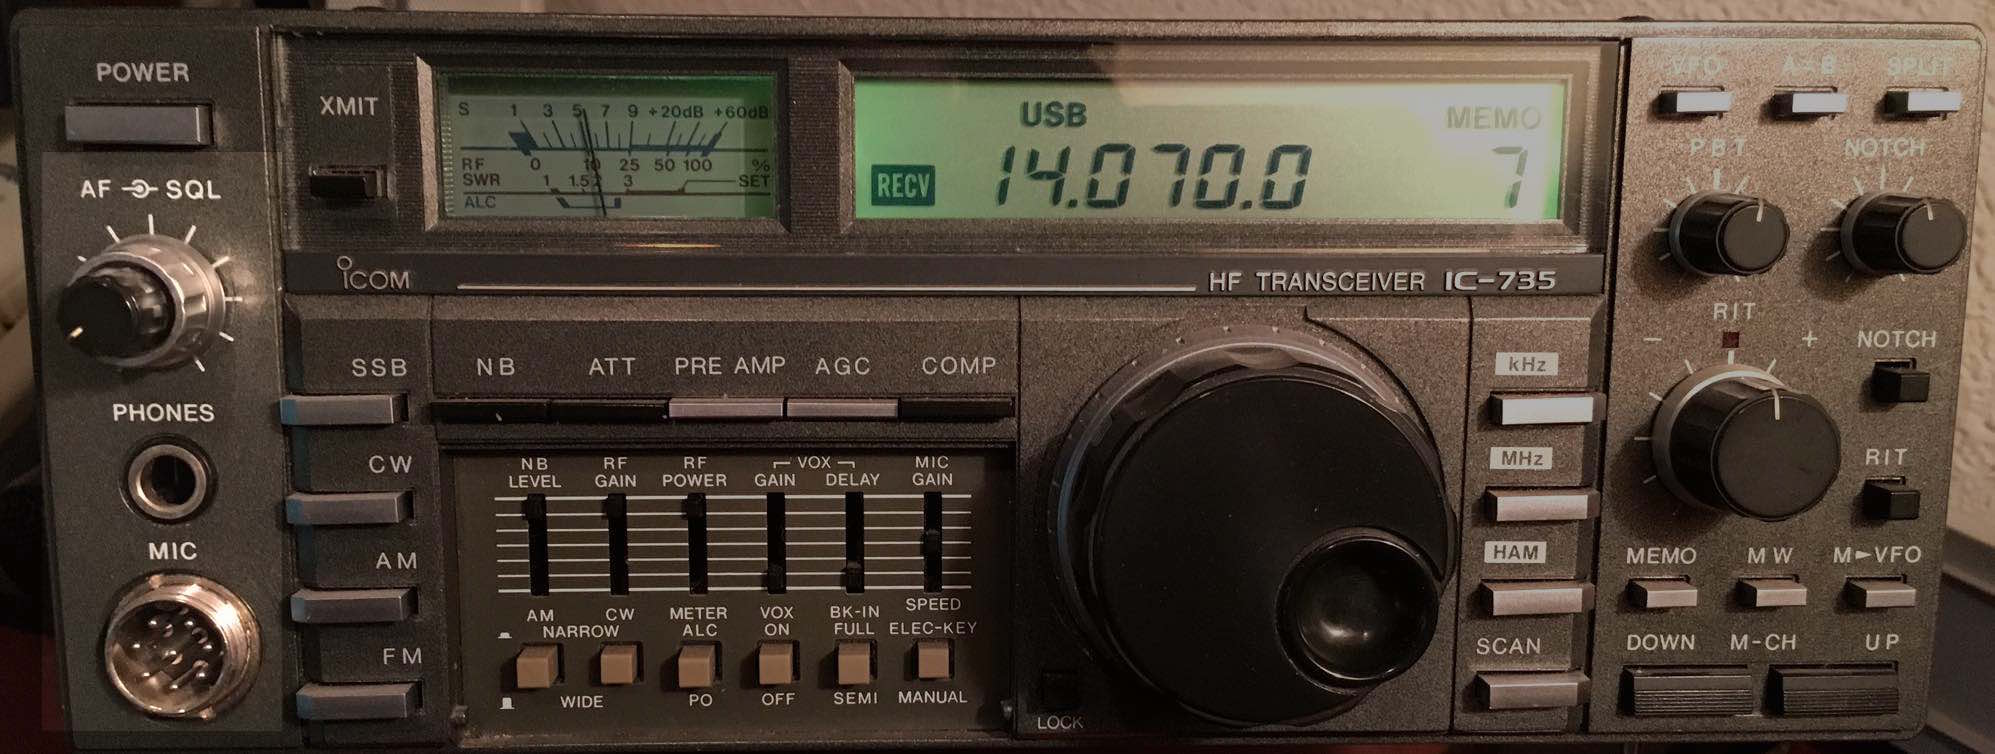 POWER
AF SQL
PHONES
MIC
XMIT
S 1 3 5 7 9 +20dB +60dB
RF 0 10 25 50 100 %
SWR 1 1.5 2 3 SET
ALC
USB
MEMO
RECV 14.070.0 7
ICOM
HF TRANSCEIVER IC-735
SSB
CW
AM
FM
NB ATT PRE AMP AGC COMP
NB LEVEL
RF GAIN
RF POWER
VOX
GAIN DELAY
MIC GAIN
AM CW
NARROW
WIDE
METER
ALC
PO
VOX
ON
OFF
BK-IN
FULL
SEMI
SPEED
ELEC-KEY
MANUAL
LOCK
kHz
MHz
HAM
SCAN
VFO A=B SPLIT
PBT NOTCH
RIT
- +
NOTCH
RIT
MEMO MW M►VFO
DOWN M-CH UP